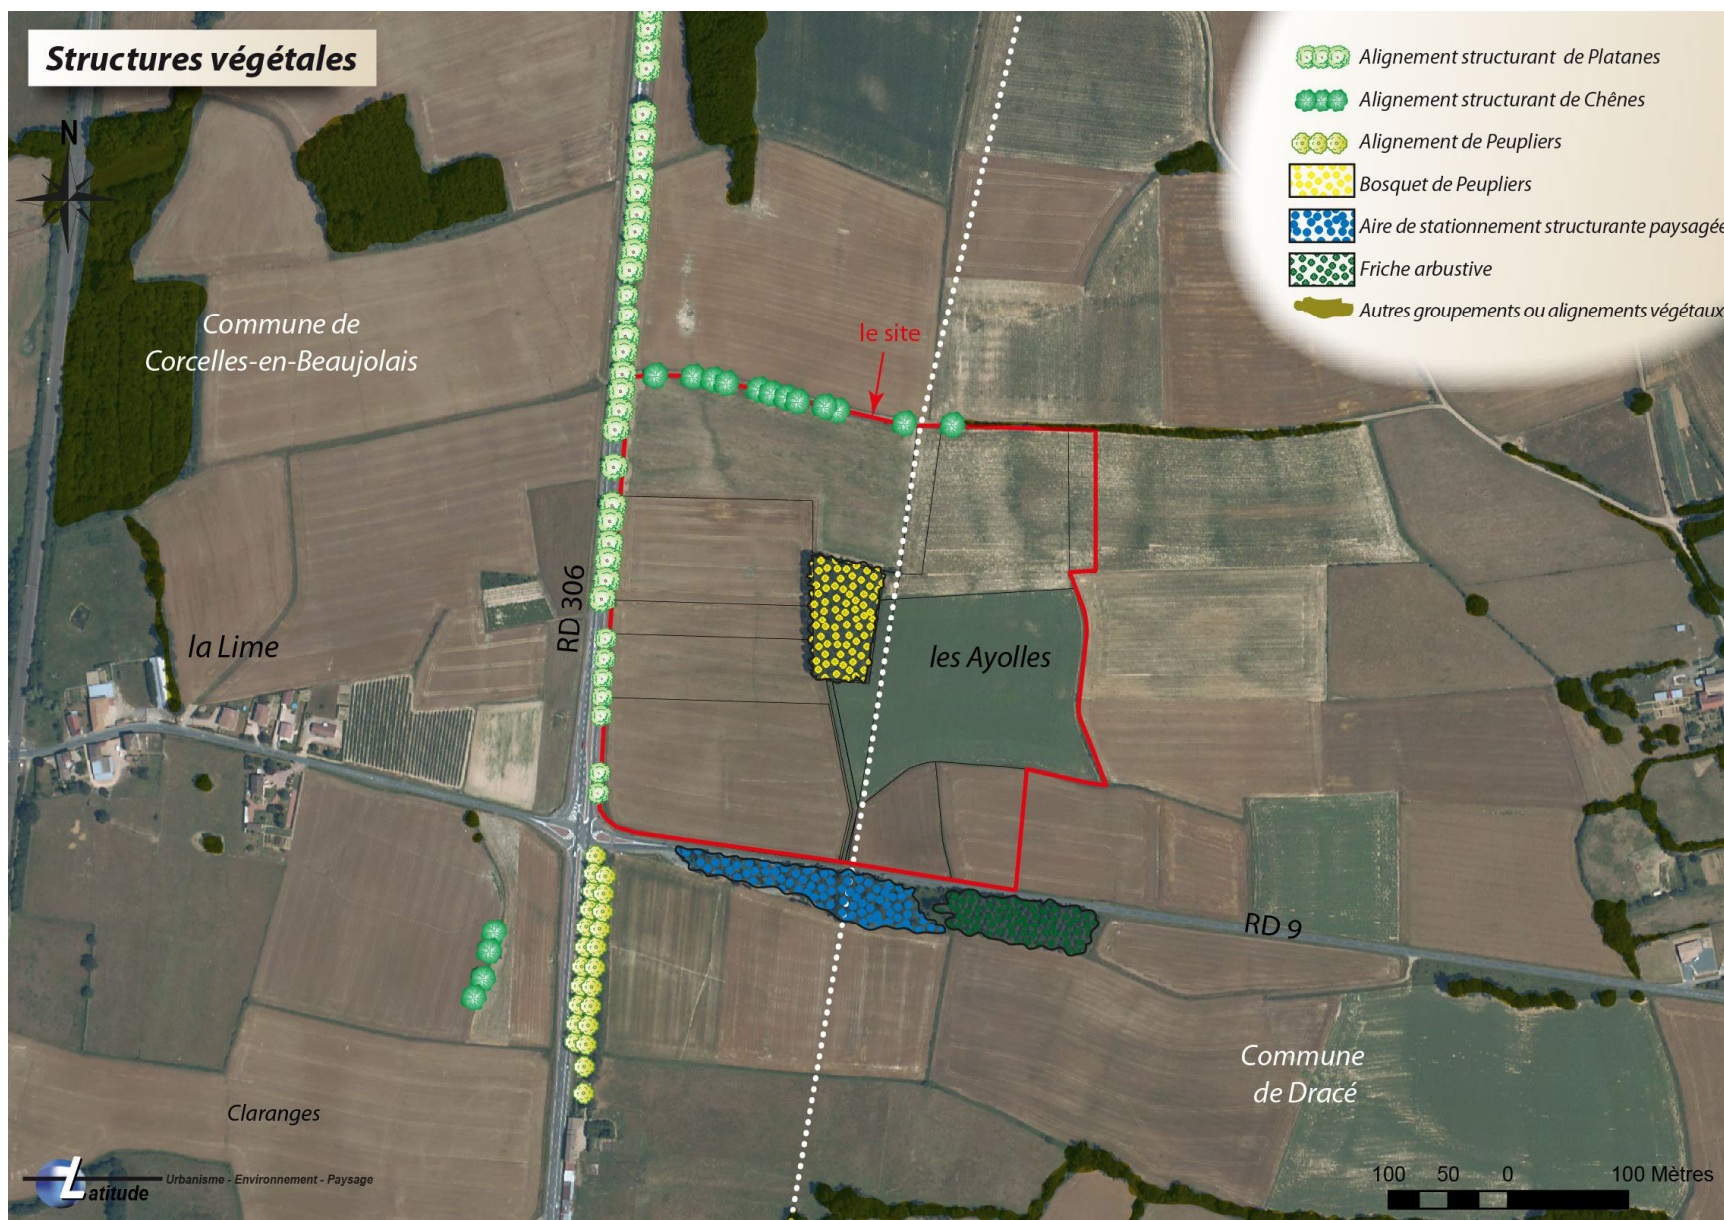 Structures végétales
N
Alignement structurant de Platanes
Alignement structurant de Chênes
Alignement de Peupliers
Bosquet de Peupliers
Aire de stationnement structurante paysagée
Friche arbustive
Autres groupements ou alignements végétaux
Commune de
Corcelles-en-Beaujolais
le site
RD 306
la Lime
les Ayolles
RD 9
Commune
de Dracé
Claranges
Latitude
Urbanisme - Environnement - Paysage
100 50 0 100 Mètres